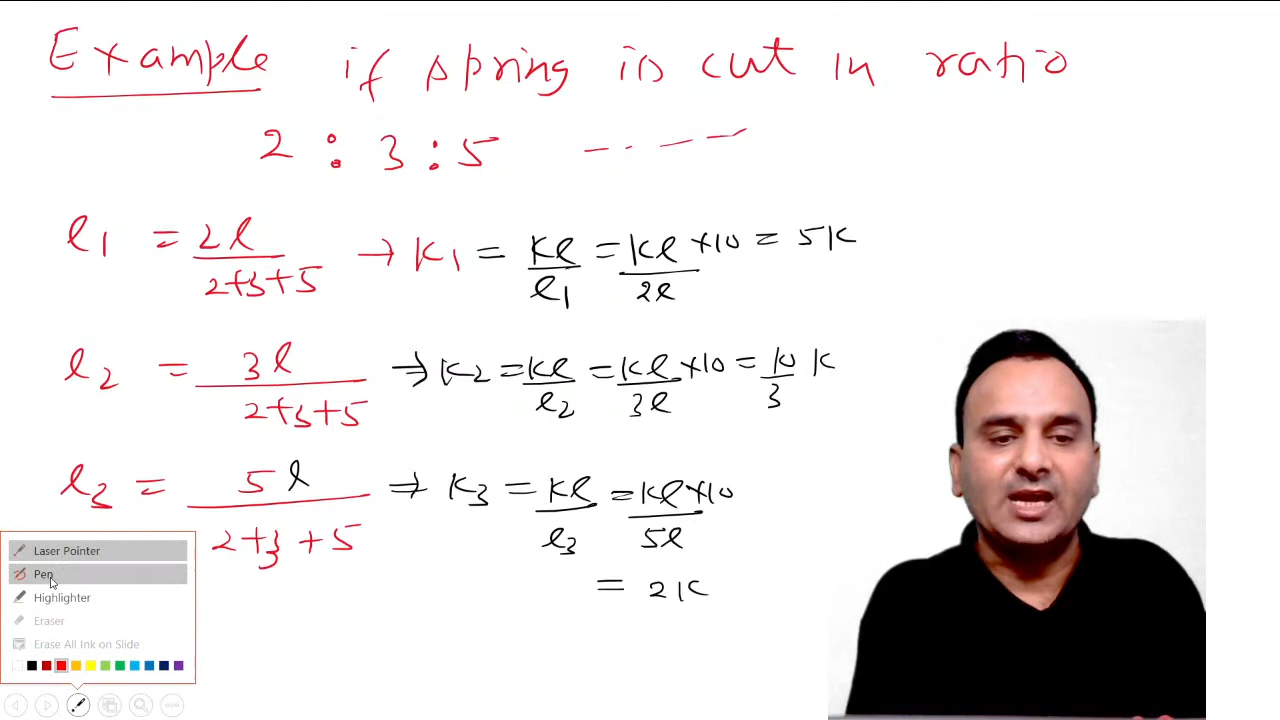 Example if spring is cut in ratio
2 : 3 : 5 -----
l1 = 2l / 2+3+5 → K1 = Kl / l1 = Kl / 2l ×10 = 5K
l2 = 3l / 2+3+5 ⇒ K2 = Kl / l2 = Kl / 3l ×10 = 10 / 3 K
l3 = 5l / 2+3+5 ⇒ K3 = Kl / l3 = Kl / 5l ×10
= 2K
Laser Pointer
Pen
Highlighter
Eraser
Erase All Ink on Slide